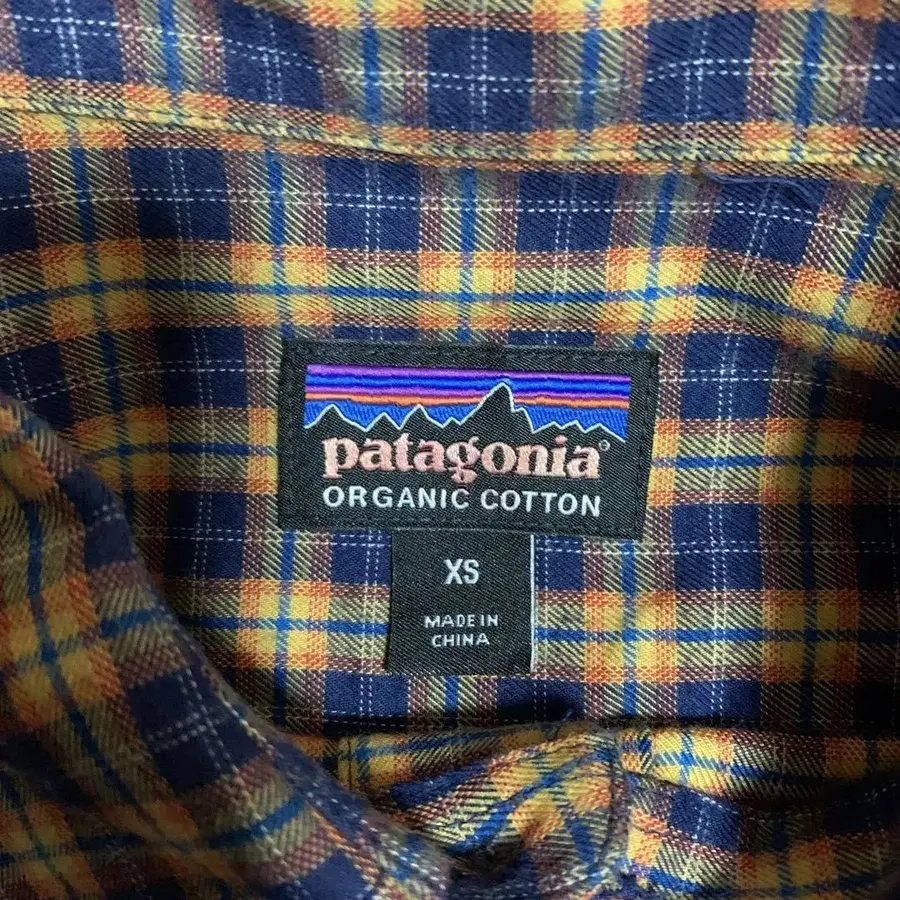 patagonia®
ORGANIC COTTON
XS
MADE IN
CHINA